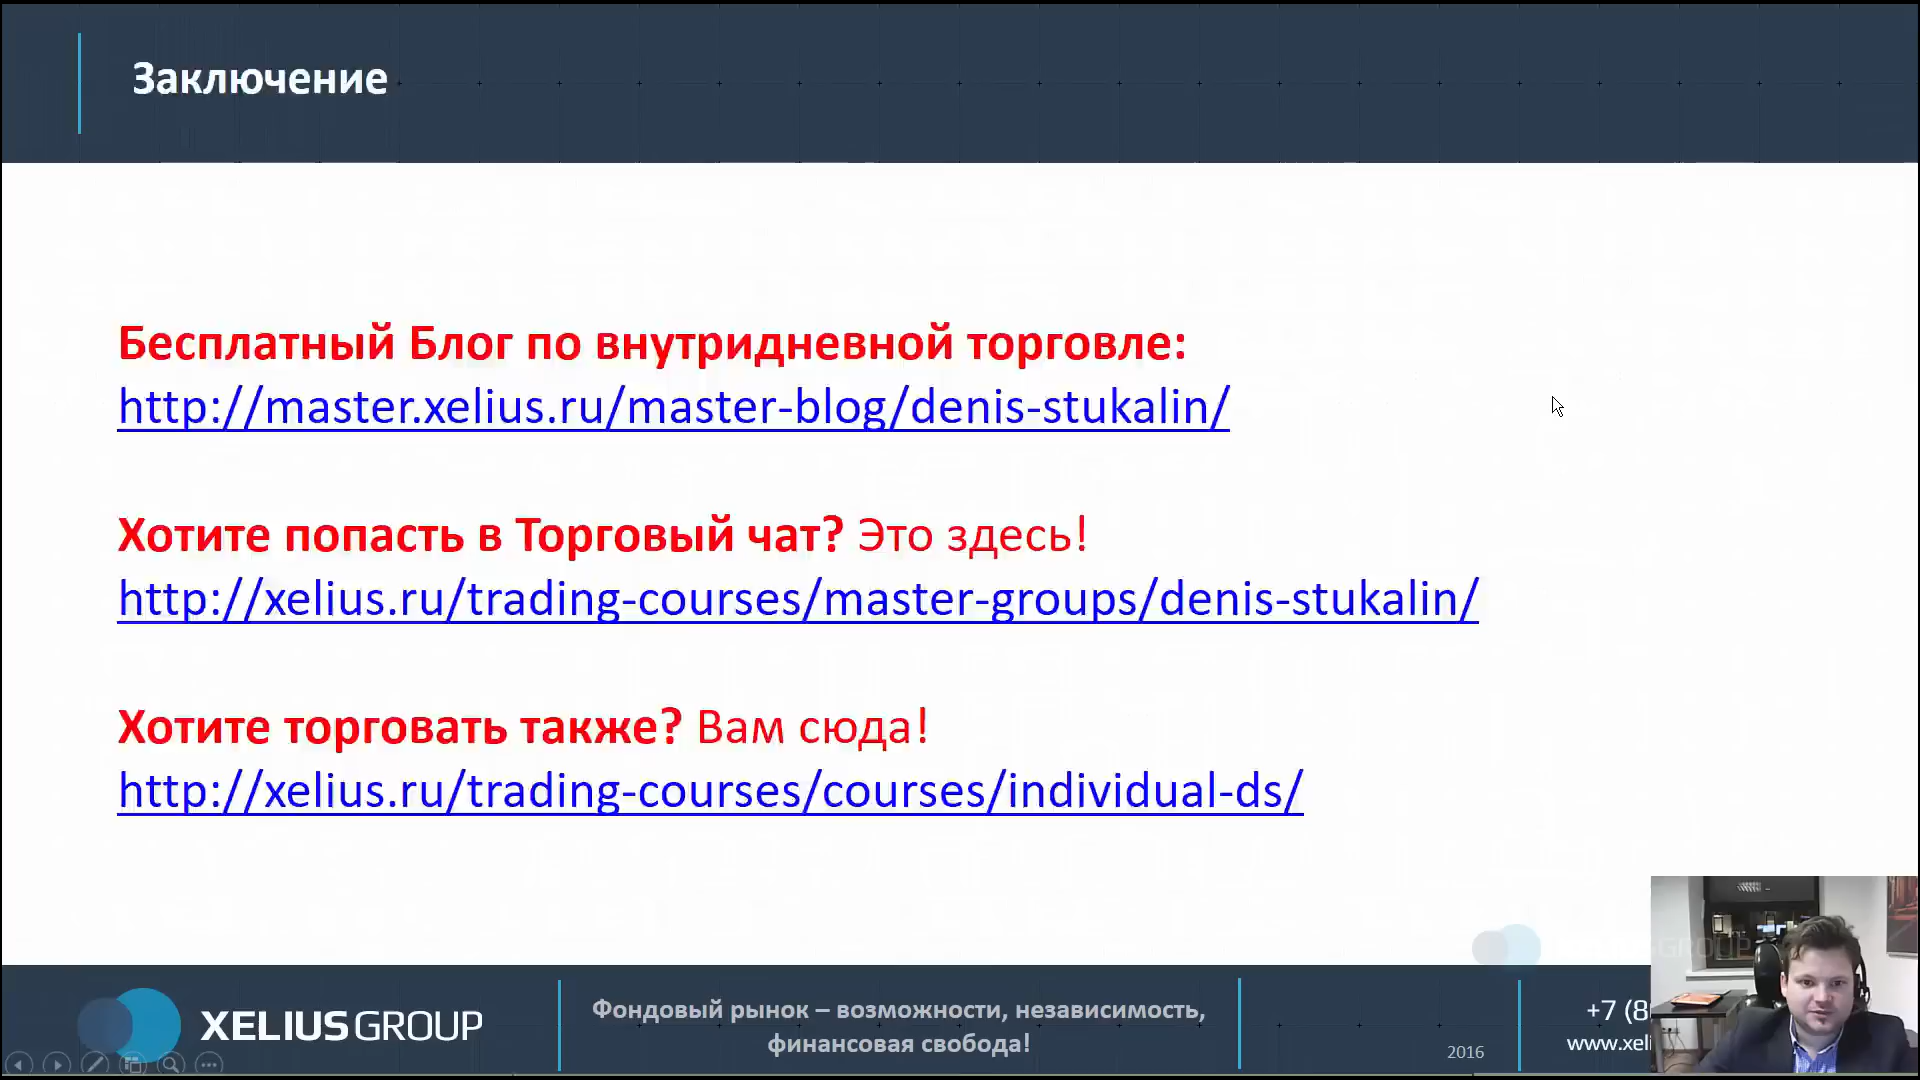 Заключение
Бесплатный Блог по внутридневной торговле:
http://master.xelius.ru/master-blog/denis-stukalin/
Хотите попасть в Торговый чат? Это здесь!
http://xelius.ru/trading-courses/master-groups/denis-stukalin/
Хотите торговать также? Вам сюда!
http://xelius.ru/trading-courses/courses/individual-ds/
XELIUS GROUP
Фондовый рынок – возможности, независимость,
финансовая свобода!
2016
+7 (8
www.xeli